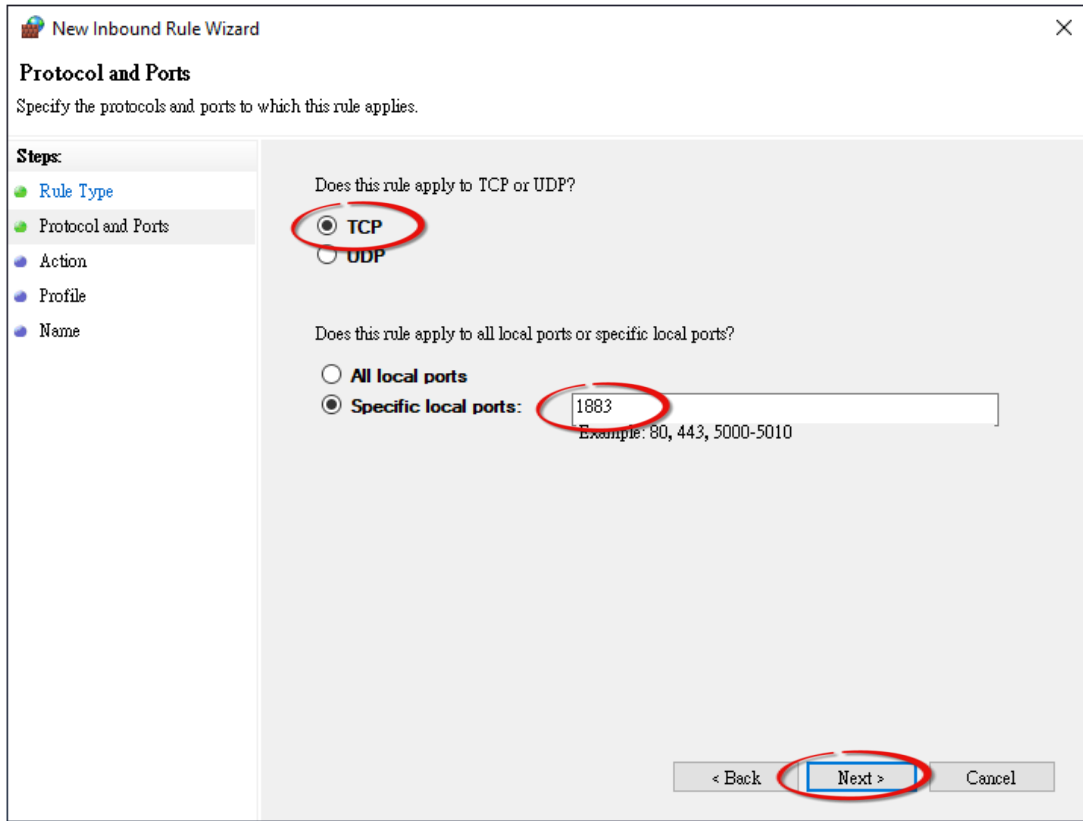 New Inbound Rule Wizard
Protocol and Ports
Specify the protocols and ports to which this rule applies.
Steps:
Rule Type
Protocol and Ports
Action
Profile
Name
Does this rule apply to TCP or UDP?
TCP
UDP
Does this rule apply to all local ports or specific local ports?
All local ports
Specific local ports: 1883
Example: 80, 443, 5000-5010
< Back Next > Cancel